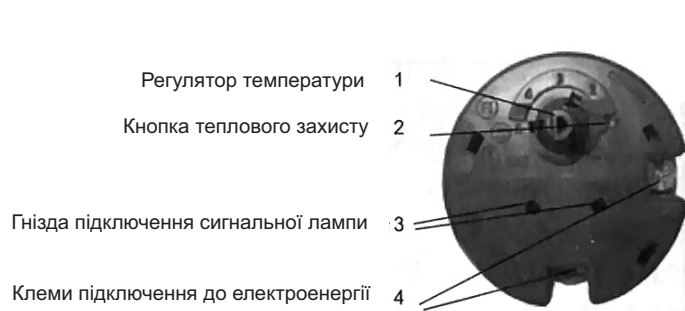 Регулятор температури 1
Кнопка теплового захисту 2
Гнізда підключення сигнальної лампи 3
Клеми підключення до електроенергії 4